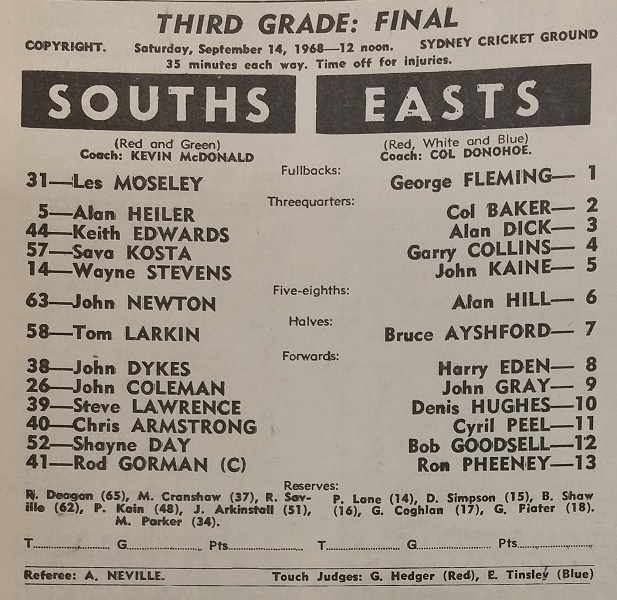 THIRD GRADE: FINAL
COPYRIGHT. Saturday, September 14, 1968—12 noon. SYDNEY CRICKET GROUND
35 minutes each way. Time off for injuries.
SOUTHS EASTS
(Red and Green) (Red, White and Blue)
Coach: KEVIN McDONALD Coach: COL DONOHOE.
Fullbacks:
31—Les MOSELEY George FLEMING— 1
Threequarters:
5—Alan HEILER Col BAKER— 2
44—Keith EDWARDS Alan DICK— 3
57—Sava KOSTA Garry COLLINS— 4
14—Wayne STEVENS John KAINE— 5
Five-eighths:
63—John NEWTON Alan HILL— 6
Halves:
58—Tom LARKIN Bruce AYSHFORD— 7
Forwards:
38—John DYKES Harry EDEN— 8
26—John COLEMAN John GRAY— 9
39—Steve LAWRENCE Denis HUGHES—10
40—Chris ARMSTRONG Cyril PEEL—11
52—Shayne DAY Bob GOODSELL—12
41—Rod GORMAN (C) Ron PHEENEY—13
Reserves:
Deagan (65), M. Cranshaw (37), R. Sav- P. Lane (14), D. Simpson (15), B. Shaw
ille (62), P. Kain (48), J. Arkinstall (51), (16), G. Coghlan (17), G. Piater (18).
M. Parker (34).
T.................... G.................... Pts.................... T.................... G.................... Pts....................
Referee: A. NEVILLE. Touch Judges: G. Hedger (Red), E. Tinsley (Blue)